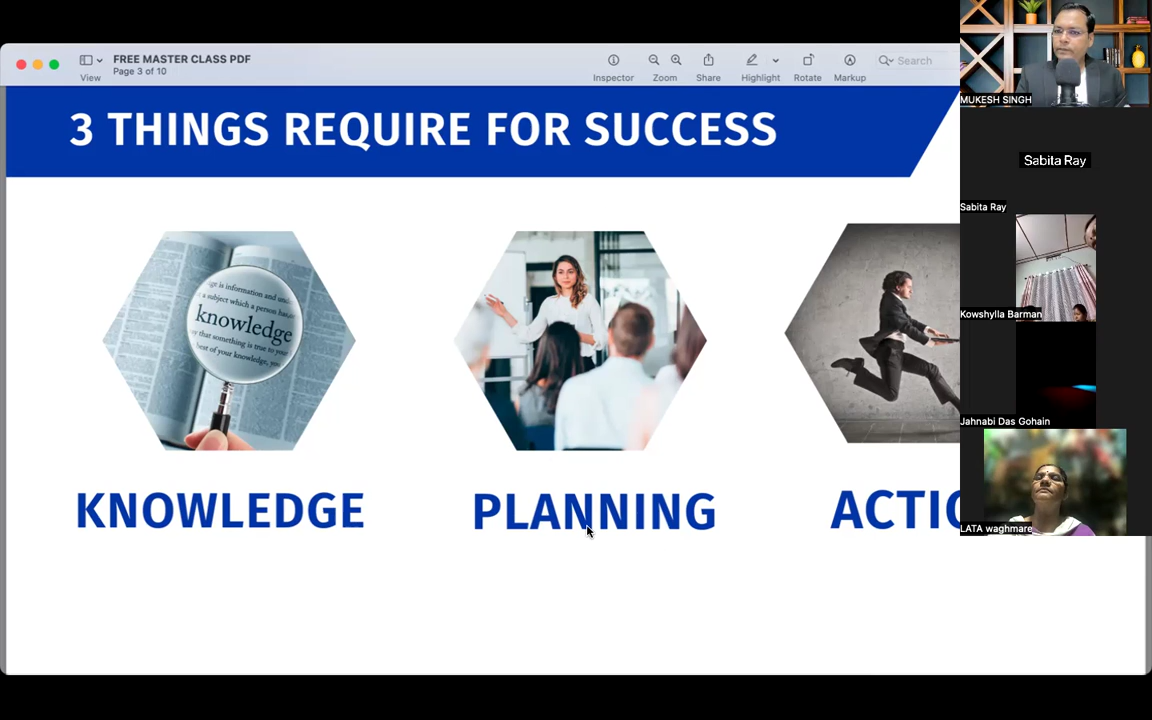 FREE MASTER CLASS PDF
Page 3 of 10
View
Inspector
Zoom
Share
Highlight
Rotate
Markup
Search
3 THINGS REQUIRE FOR SUCCESS
knowledge
KNOWLEDGE
PLANNING
ACTIO
MUKESH SINGH
Sabita Ray
Sabita Ray
Kowshylla Barman
Jahnabi Das Gohain
LATA waghmare